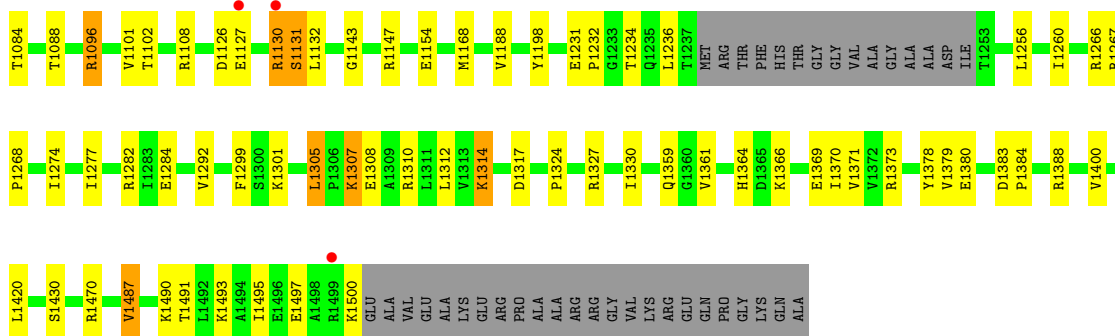 T1084 T1088 R1096 V1101 T1102 R1108 D1126 E1127 R1130 S1131 L1132 G1143 R1147 E1154 M1168 V1188 Y1198 E1231 P1232 G1233 T1234 Q1235 L1236 T1237 MET ARG THR PHE HIS THR GLY GLY VAL ALA GLY ALA ALA ASP ILE T1253 L1256 I1260 R1266 R1267
P1268 I1274 I1277 R1282 I1283 E1284 V1292 F1299 S1300 K1301 L1305 P1306 K1307 E1308 A1309 R1310 L1311 L1312 V1313 K1314 D1317 P1324 R1327 I1330 Q1359 G1360 V1361 H1364 D1365 K1366 E1369 I1370 V1371 V1372 R1373 Y1378 V1379 E1380 D1383 P1384 R1388 V1400
L1420 S1430 R1470 V1487 K1490 T1491 L1492 K1493 A1494 I1495 E1496 E1497 A1498 R1499 K1500 GLU ALA VAL GLU ALA LYS GLU ARG PRO ALA ALA ARG ARG GLY VAL LYS ARG GLU GLN PRO GLY LYS GLN ALA